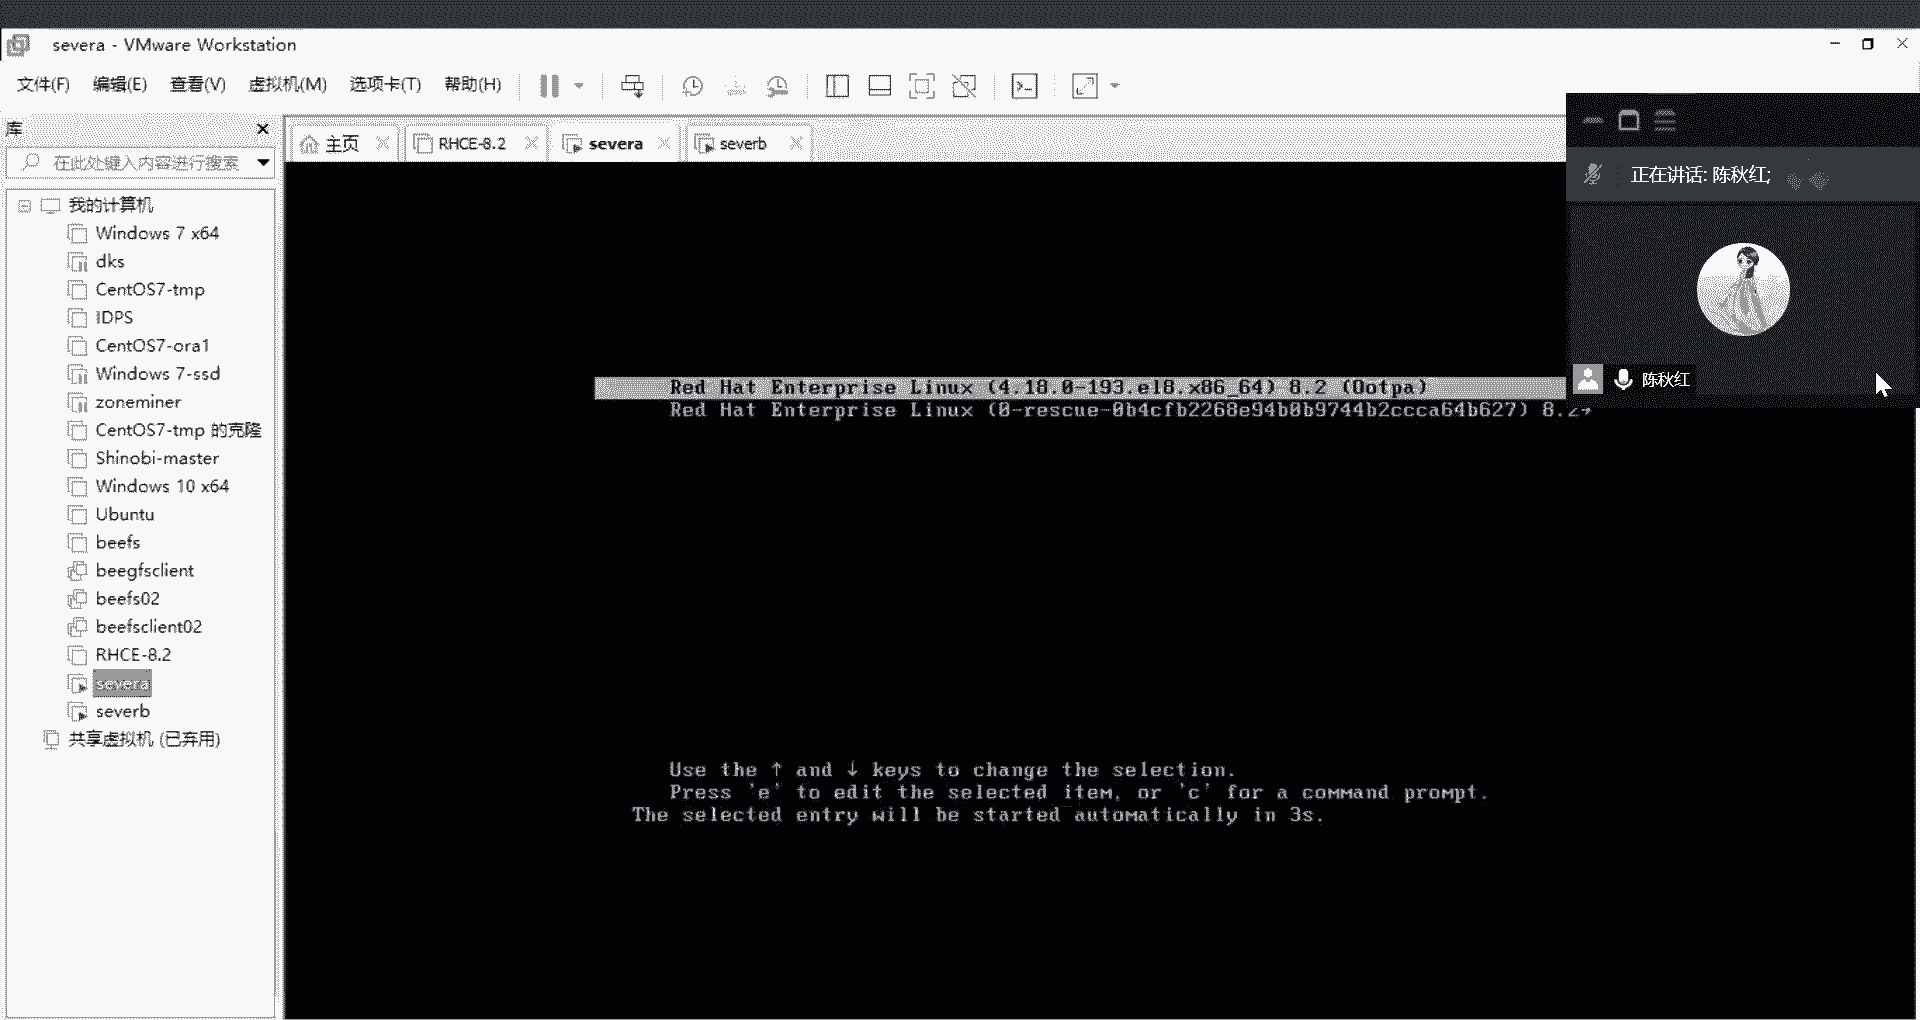 severa - VMware Workstation
文件(F) 编辑(E) 查看(V) 虚拟机(M) 选项卡(T) 帮助(H)
库
在此处键入内容进行搜索
主页 RHCE-8.2 severa severb
正在讲话: 陈秋红;
陈秋红
我的计算机
Windows 7 x64
dks
CentOS7-tmp
IDPS
CentOS7-ora1
Windows 7-ssd
zoneminer
CentOS7-tmp 的克隆
Shinobi-master
Windows 10 x64
Ubuntu
beefs
beegfsclient
beefs02
beefsclient02
RHCE-8.2
severa
severb
共享虚拟机 (已弃用)
Red Hat Enterprise Linux (4.18.0-193.el8.x86_64) 8.2 (Ootpa)
Red Hat Enterprise Linux (0-rescue-0b4cfb2268e94b0b9744b2ccca64b627) 8.2→
Use the ↑ and ↓ keys to change the selection.
Press 'e' to edit the selected item, or 'c' for a command prompt.
The selected entry will be started automatically in 3s.